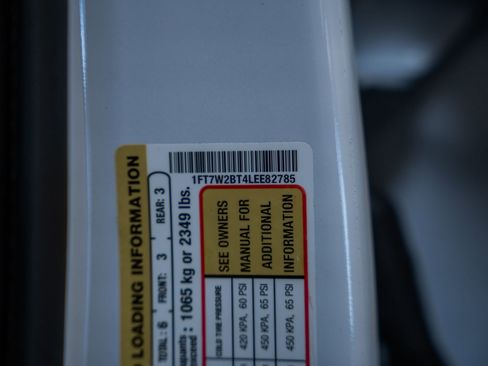 1FT7W2BT4LEE82785
LOADING INFORMATION
TOTAL : 6 FRONT: 3 REAR: 3
1065 kg or 2349 lbs.
SEE OWNERS
MANUAL FOR
ADDITIONAL
INFORMATION
COLD TIRE PRESSURE
420 KPA, 60 PSI
450 KPA, 65 PSI
450 KPA, 65 PSI